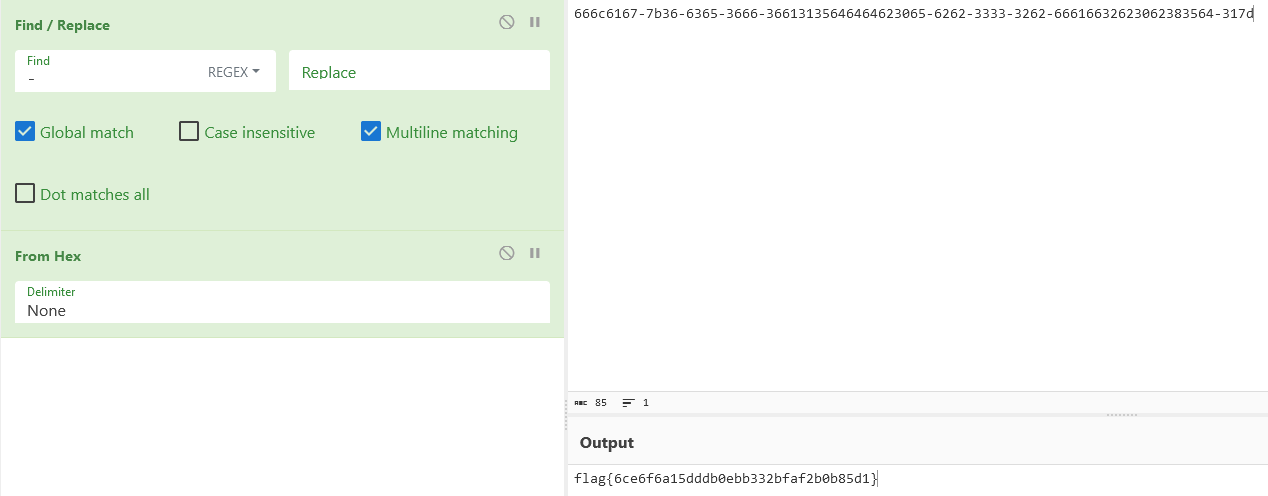 Find / Replace
Find
-
REGEX
Replace
Global match
Case insensitive
Multiline matching
Dot matches all
From Hex
Delimiter
None
666c6167-7b36-6365-3666-36613135646464623065-6262-3333-3262-66616632623062383564-317d
ABC 85 1
Output
flag{6ce6f6a15dddb0ebb332bfaf2b0b85d1}